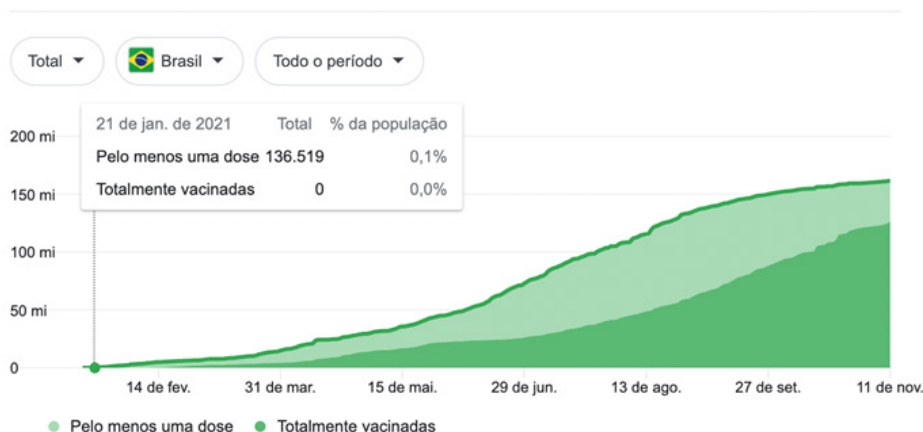 Total Brasil Todo o período
21 de jan. de 2021 Total % da população
Pelo menos uma dose 136.519 0,1%
Totalmente vacinadas 0 0,0%
200 mi
150 mi
100 mi
50 mi
0
14 de fev. 31 de mar. 15 de mai. 29 de jun. 13 de ago. 27 de set. 11 de nov.
Pelo menos uma dose Totalmente vacinadas